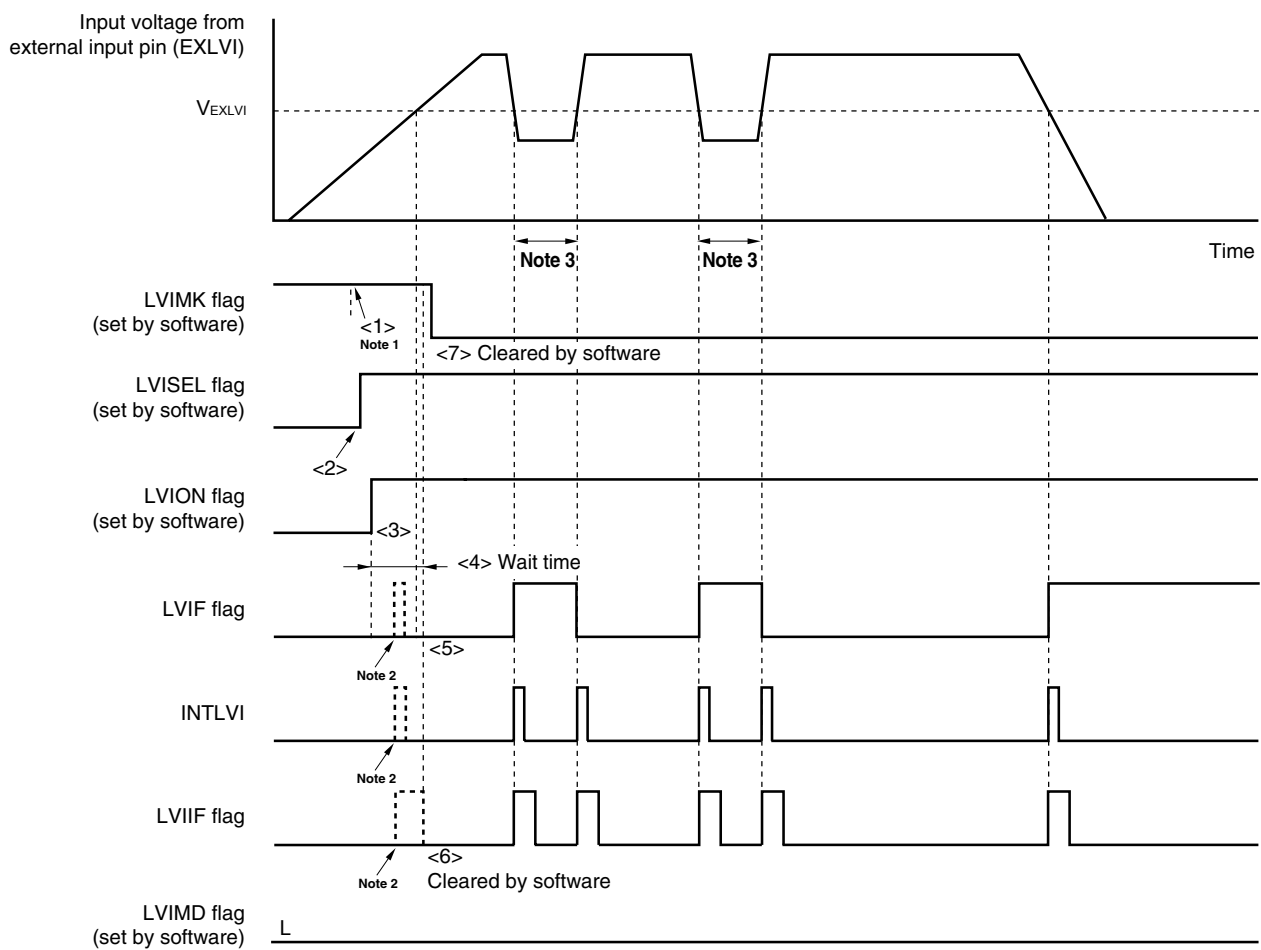 Input voltage from
external input pin (EXLVI)
VEXLVI
Time
Note 3
Note 3
LVIMK flag
(set by software)
<1>
Note 1
<7> Cleared by software
LVISEL flag
(set by software)
<2>
LVION flag
(set by software)
<3>
<4> Wait time
LVIF flag
<5>
Note 2
INTLVI
Note 2
LVIIF flag
<6>
Note 2
Cleared by software
LVIMD flag
(set by software)
L